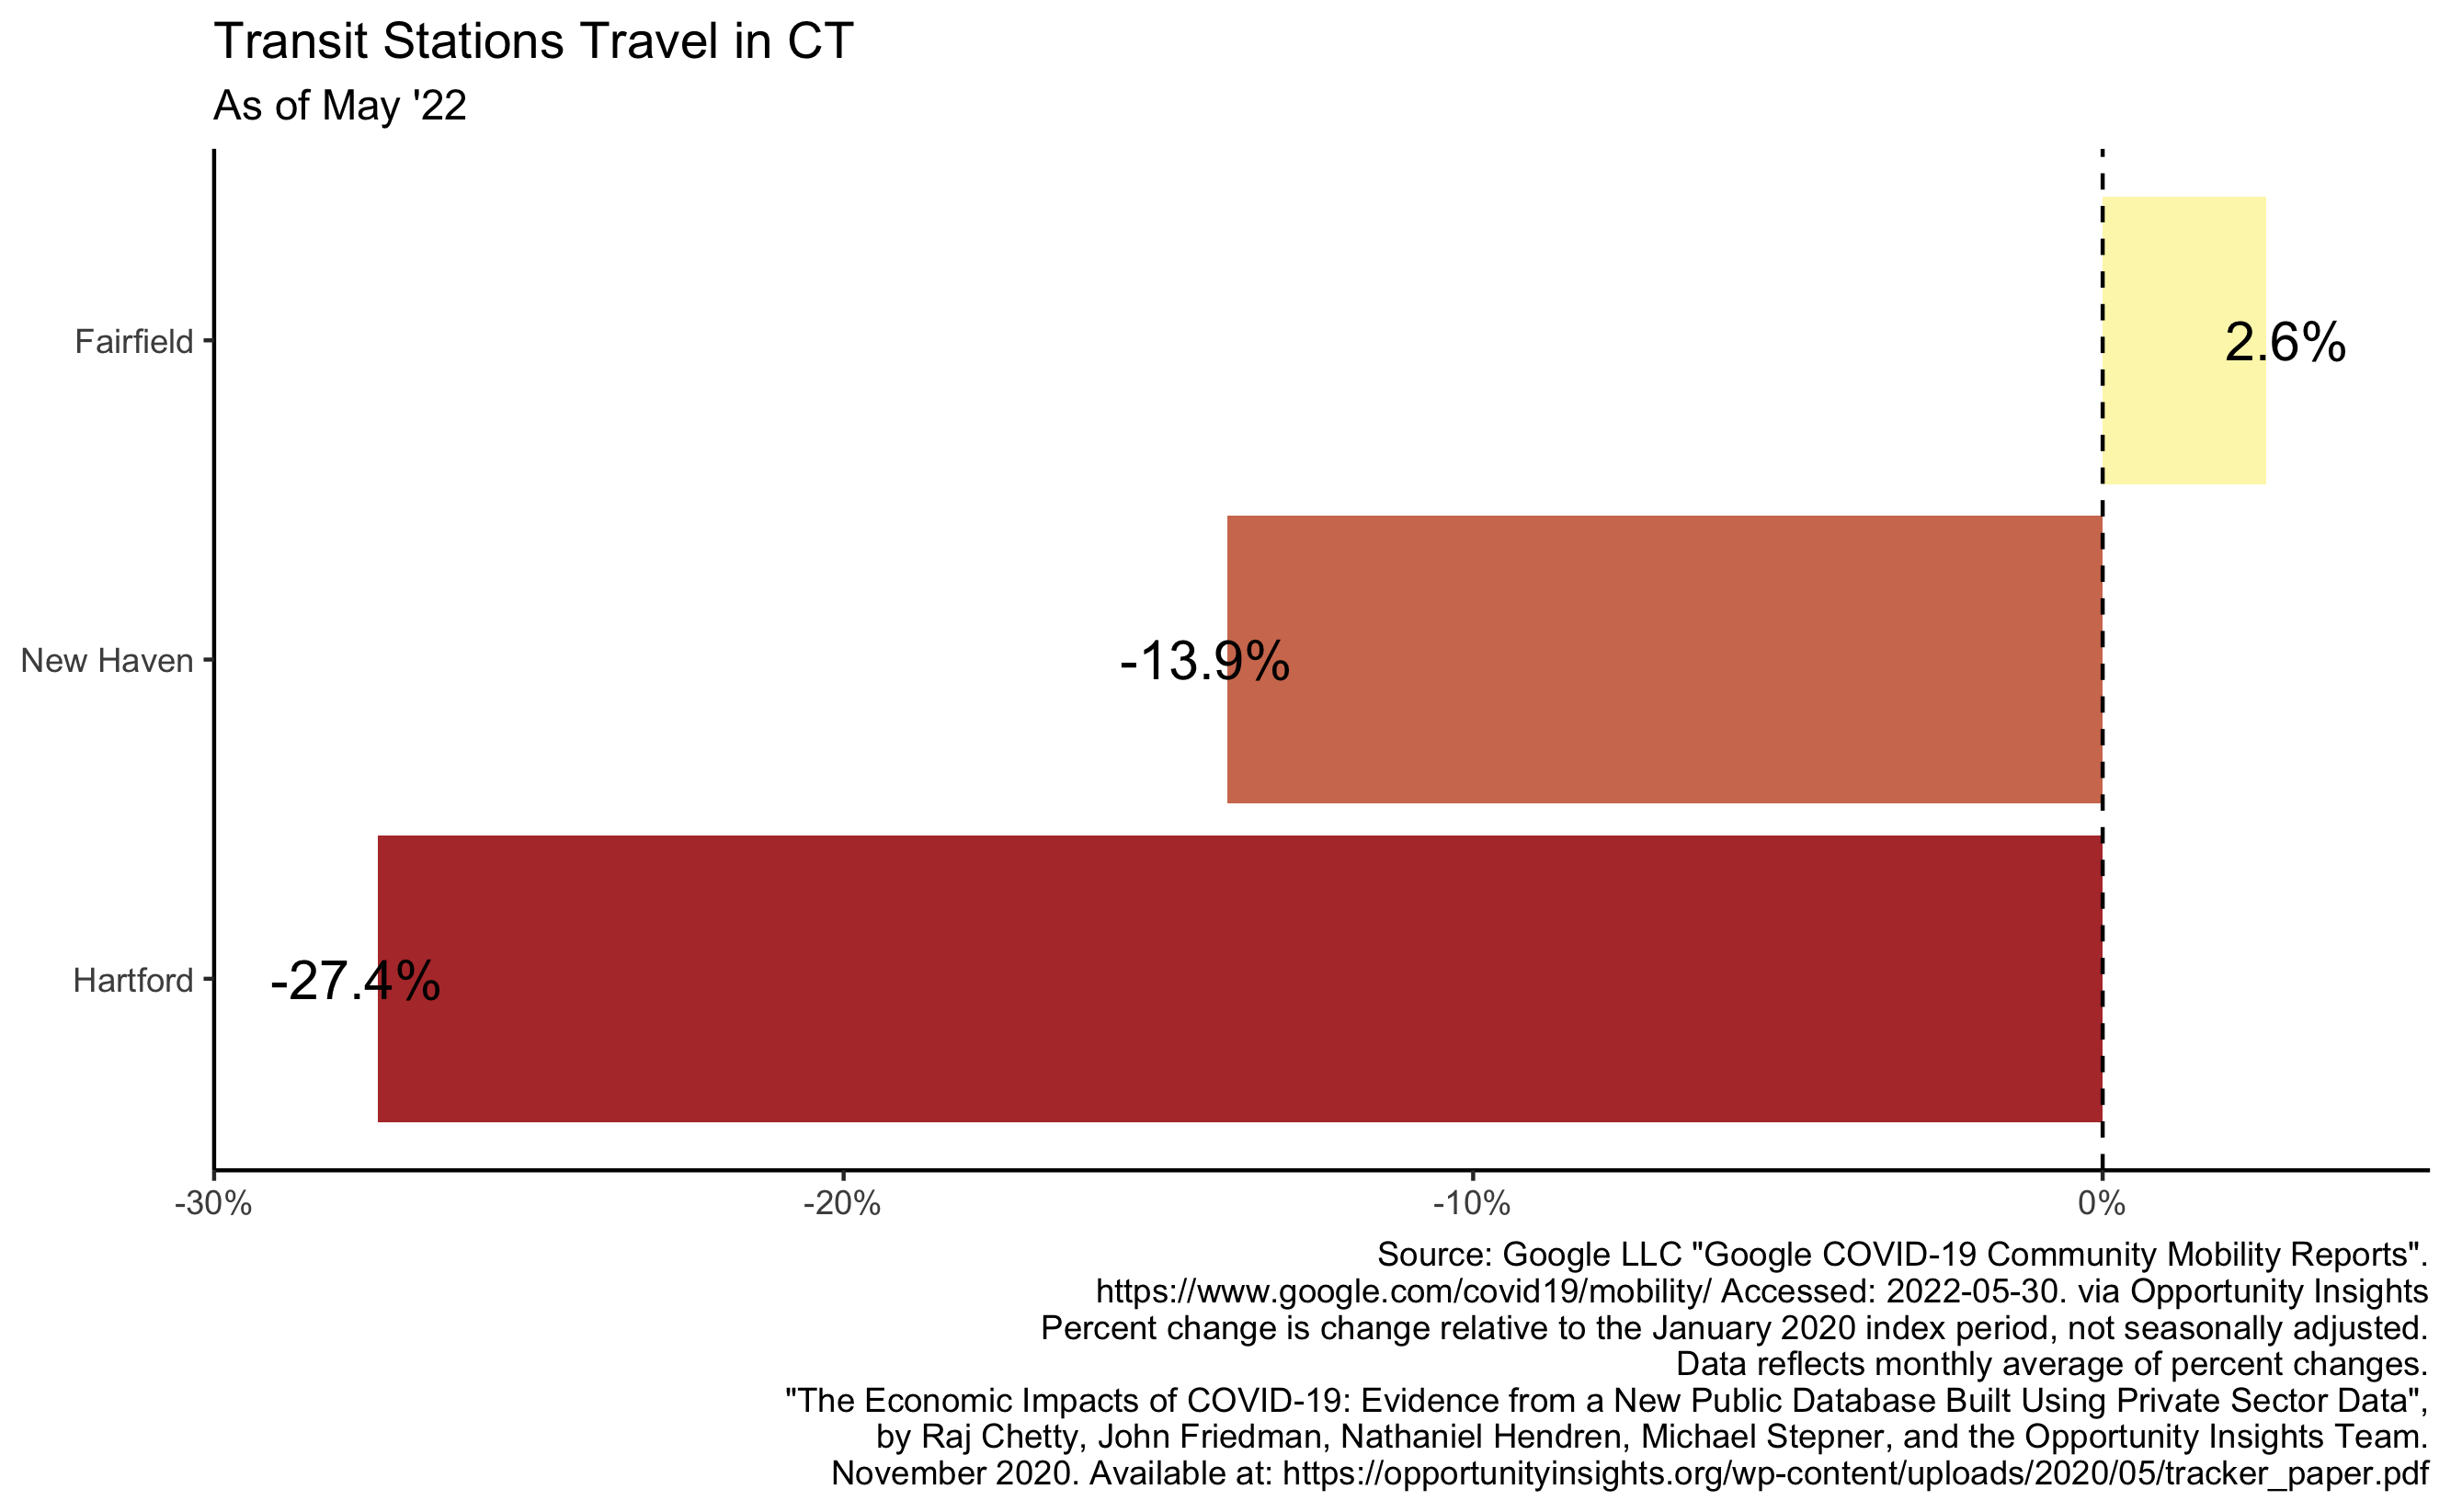 Transit Stations Travel in CT
As of May '22
Fairfield
2.6%
New Haven
-13.9%
Hartford
-27.4%
-30%
-20%
-10%
0%
Source: Google LLC "Google COVID-19 Community Mobility Reports".
https://www.google.com/covid19/mobility/ Accessed: 2022-05-30. via Opportunity Insights
Percent change is change relative to the January 2020 index period, not seasonally adjusted.
Data reflects monthly average of percent changes.
"The Economic Impacts of COVID-19: Evidence from a New Public Database Built Using Private Sector Data",
by Raj Chetty, John Friedman, Nathaniel Hendren, Michael Stepner, and the Opportunity Insights Team.
November 2020. Available at: https://opportunityinsights.org/wp-content/uploads/2020/05/tracker_paper.pdf